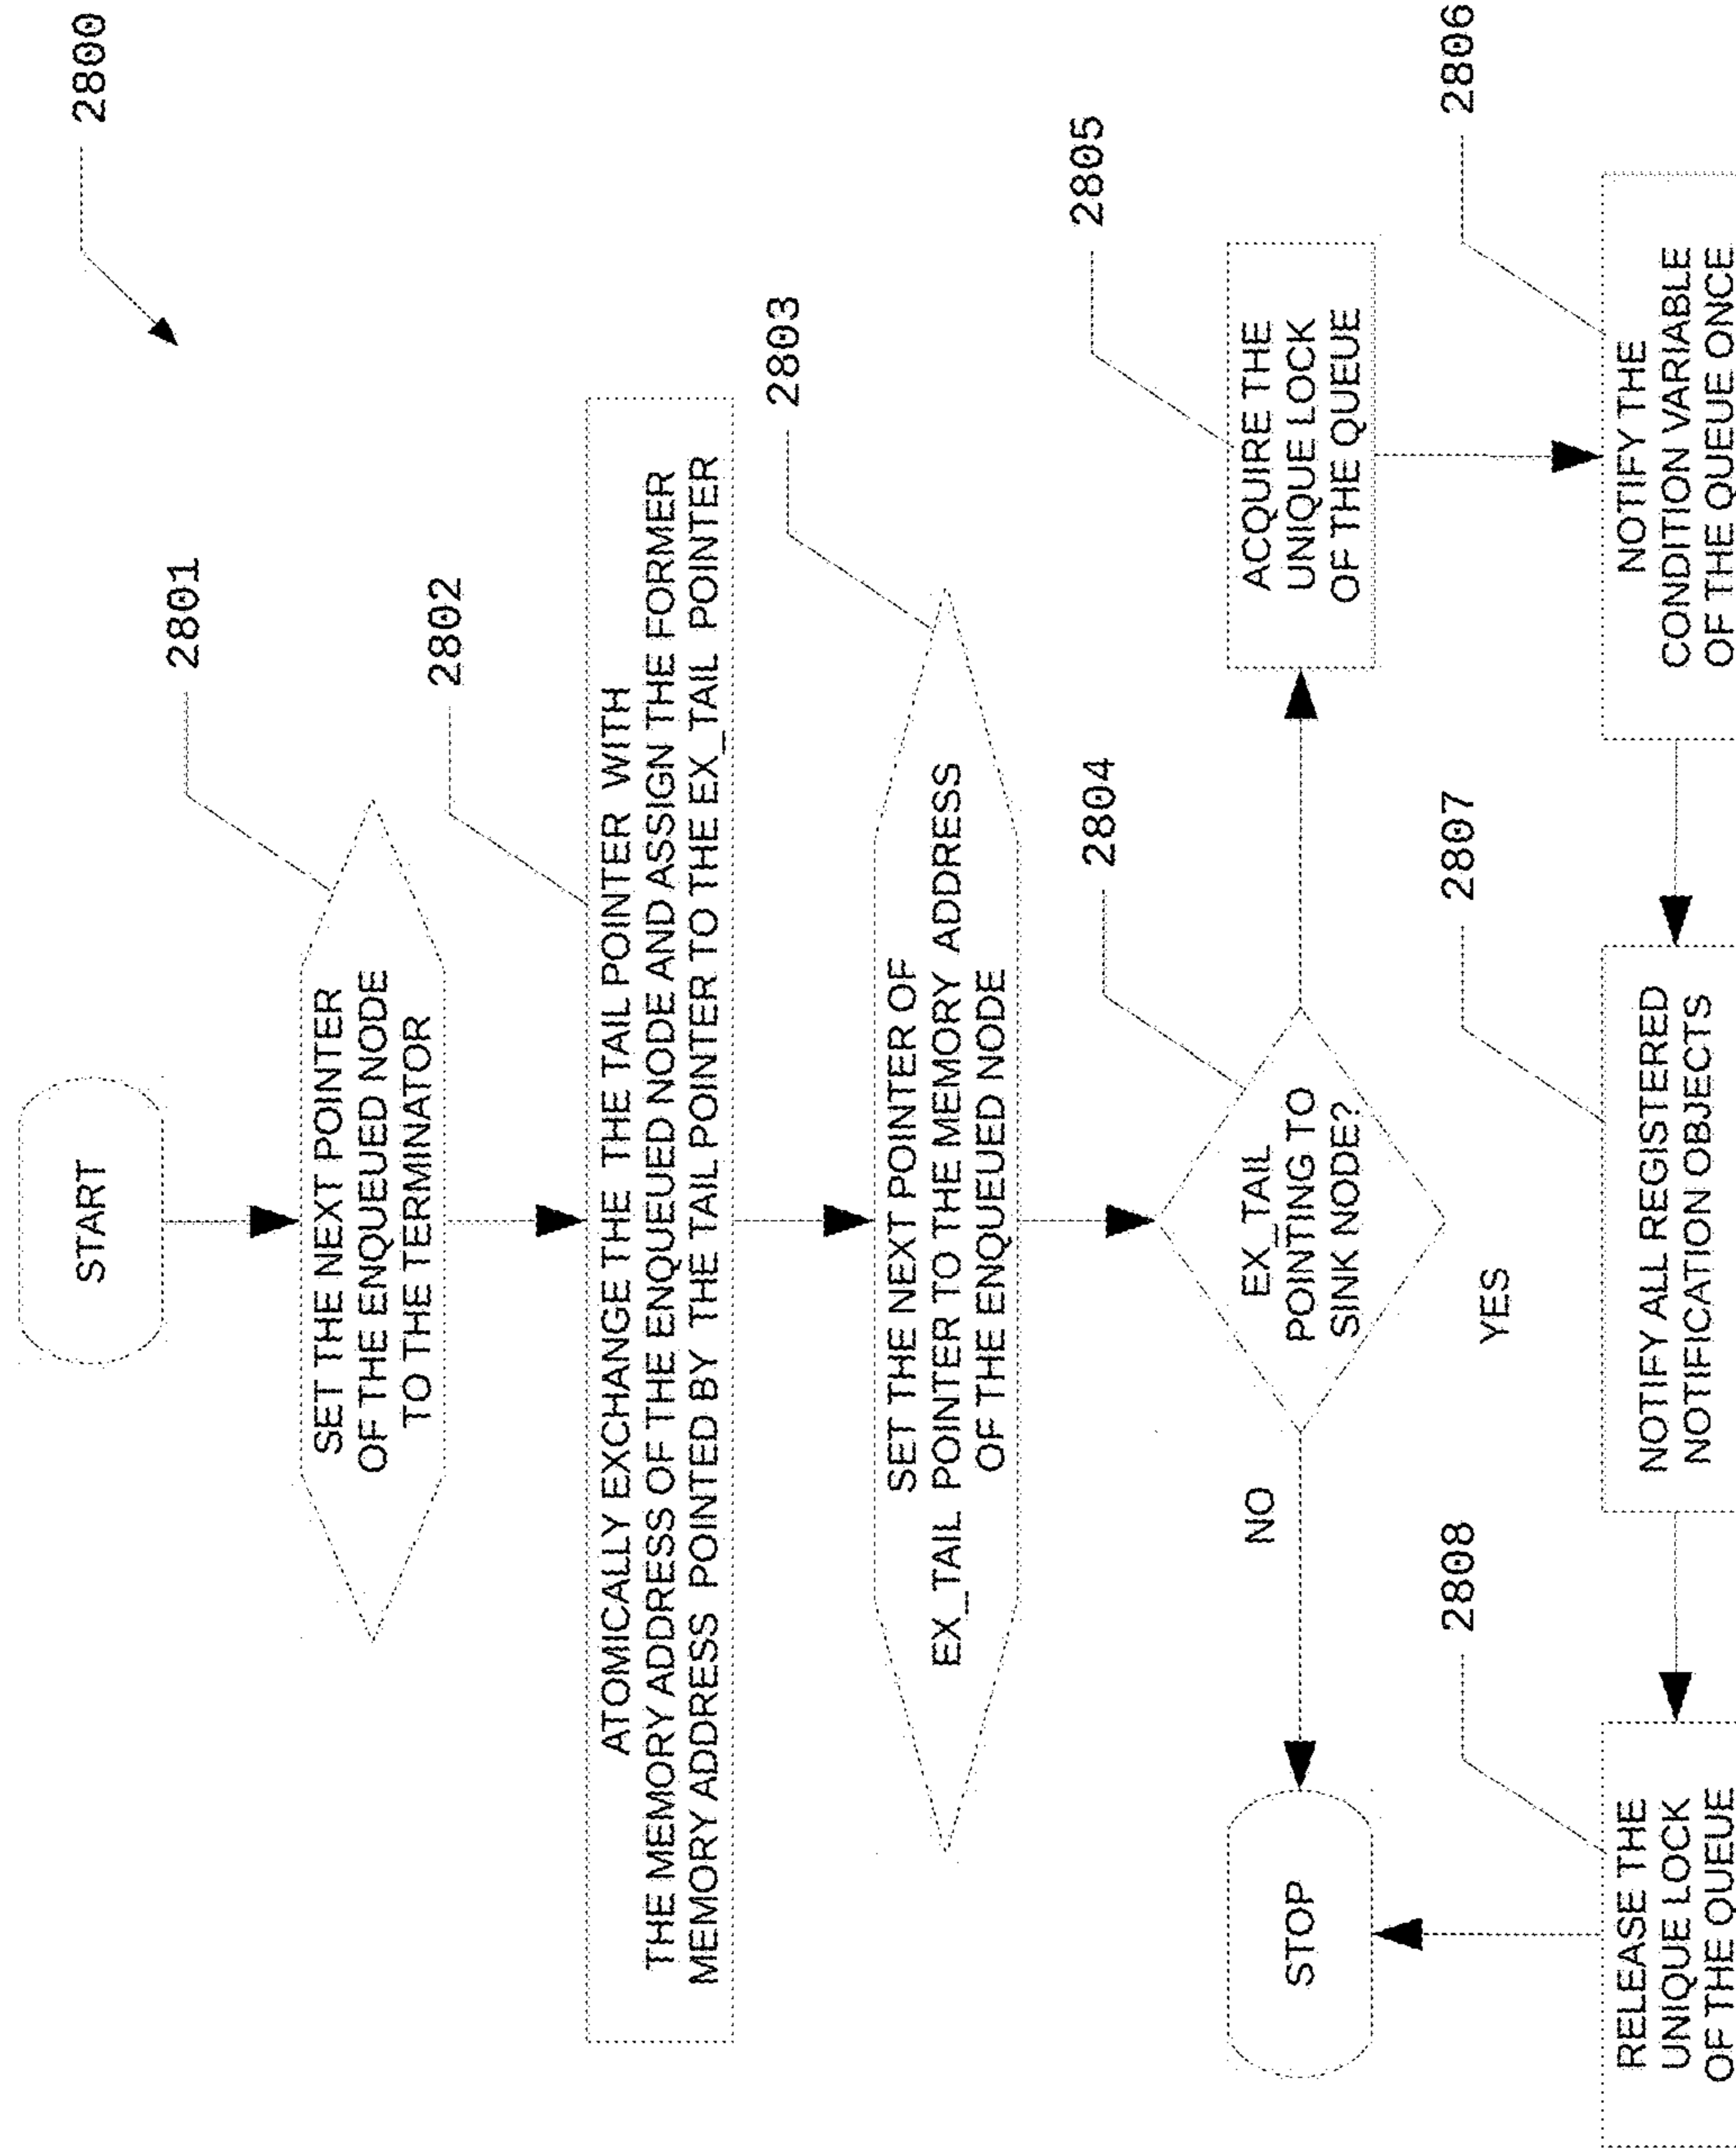 2800
START
2801
SET THE NEXT POINTER
OF THE ENQUEUED NODE
TO THE TERMINATOR
2802
ATOMICALLY EXCHANGE THE THE TAIL POINTER WITH
THE MEMORY ADDRESS OF THE ENQUEUED NODE AND ASSIGN THE FORMER
MEMORY ADDRESS POINTED BY THE TAIL POINTER TO THE EX_TAIL POINTER
2803
SET THE NEXT POINTER OF
EX_TAIL POINTER TO THE MEMORY ADDRESS
OF THE ENQUEUED NODE
2804
EX_TAIL
POINTING TO
SINK NODE?
NO
YES
STOP
2805
ACQUIRE THE
UNIQUE LOCK
OF THE QUEUE
2806
NOTIFY THE
CONDITION VARIABLE
OF THE QUEUE ONCE
2807
NOTIFY ALL REGISTERED
NOTIFICATION OBJECTS
2808
RELEASE THE
UNIQUE LOCK
OF THE QUEUE